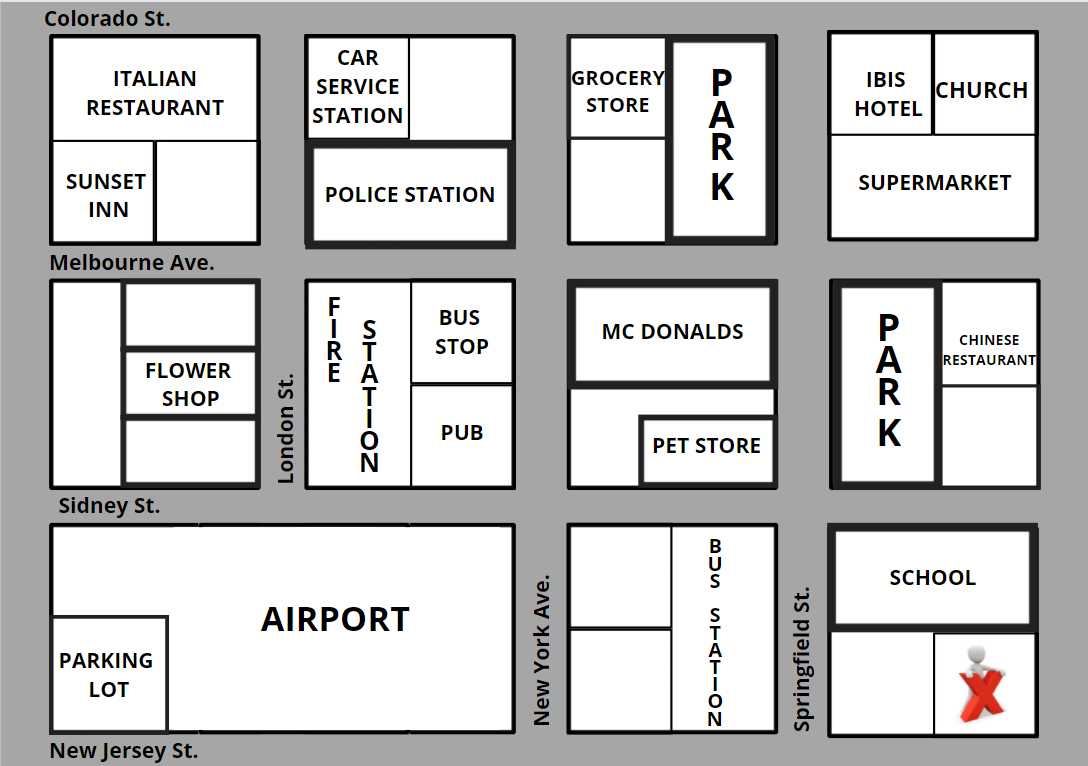 Colorado St.
ITALIAN
RESTAURANT
CAR
SERVICE
STATION
GROCERY
STORE
PARK
IBIS
HOTEL
CHURCH
SUNSET
INN
POLICE STATION
SUPERMARKET
Melbourne Ave.
FLOWER
SHOP
London St.
FIRE
STATION
BUS
STOP
PUB
MC DONALDS
PET STORE
PARK
CHINESE
RESTAURANT
Sidney St.
AIRPORT
PARKING
LOT
New York Ave.
BUS STATION
Springfield St.
SCHOOL
X
New Jersey St.